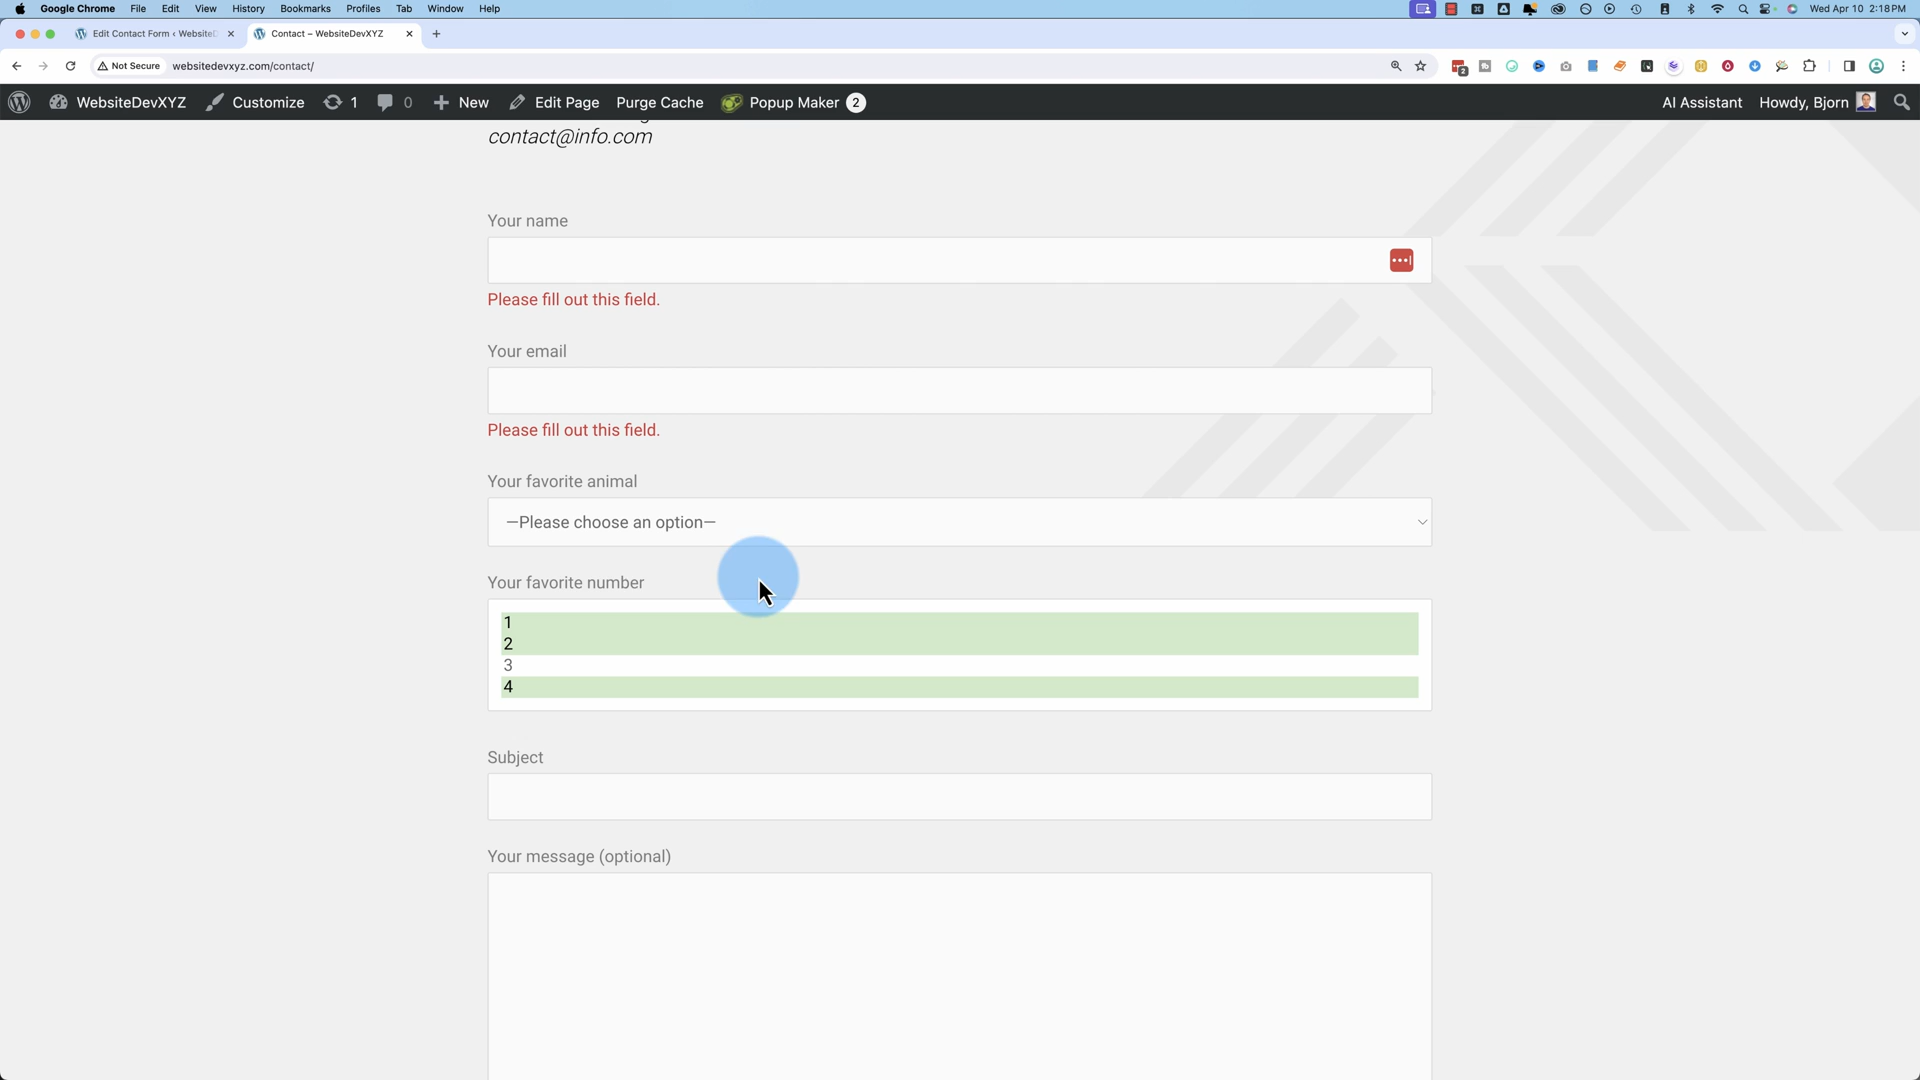 Google Chrome File Edit View History Bookmarks Profiles Tab Window Help Wed Apr 10 2:18 PM
Edit Contact Form ‹ WebsiteD Contact – WebsiteDevXYZ
Not Secure websitedevxyz.com/contact/ 2
WebsiteDevXYZ Customize 1 0 New Edit Page Purge Cache Popup Maker 2 AI Assistant Howdy, Bjorn
contact@info.com
Your name
Please fill out this field.
Your email
Please fill out this field.
Your favorite animal
—Please choose an option—
Your favorite number
1
2
3
4
Subject
Your message (optional)